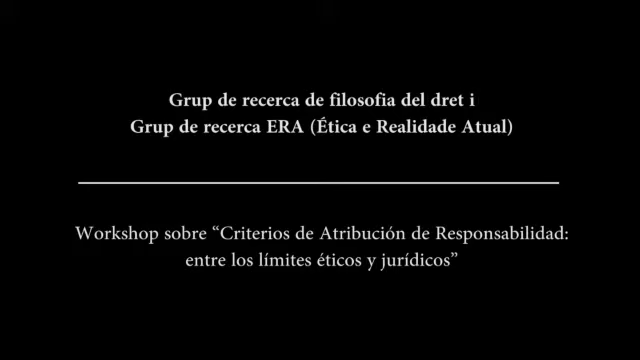 Grup de recerca de filosofia del dret i
Grup de recerca ERA (Ética e Realidade Atual)
Workshop sobre “Criterios de Atribución de Responsabilidad:
entre los límites éticos y jurídicos”